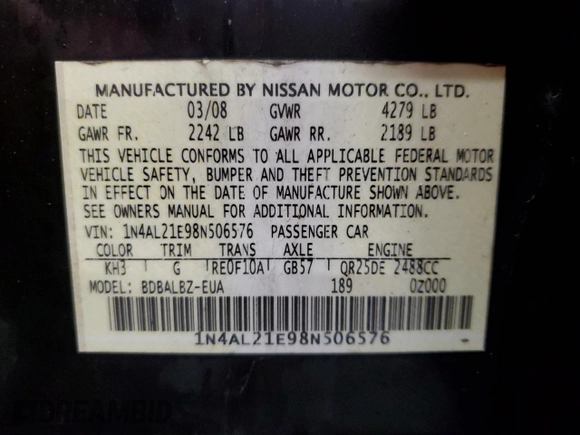 MANUFACTURED BY NISSAN MOTOR CO., LTD.
DATE 03/08 GVWR 4279 LB
GAWR FR. 2242 LB GAWR RR. 2189 LB
THIS VEHICLE CONFORMS TO ALL APPLICABLE FEDERAL MOTOR
VEHICLE SAFETY, BUMPER AND THEFT PREVENTION STANDARDS
IN EFFECT ON THE DATE OF MANUFACTURE SHOWN ABOVE.
SEE OWNERS MANUAL FOR ADDITIONAL INFORMATION
VIN: 1N4AL21E98N506576 PASSENGER CAR
COLOR TRIM TRANS AXLE ENGINE
KH3 G RE0F10A GB57 QR25DE 2488CC
MODEL: BDBALBZ-EUA 189 0Z000
1N4AL21E98N506576
DREAMBID